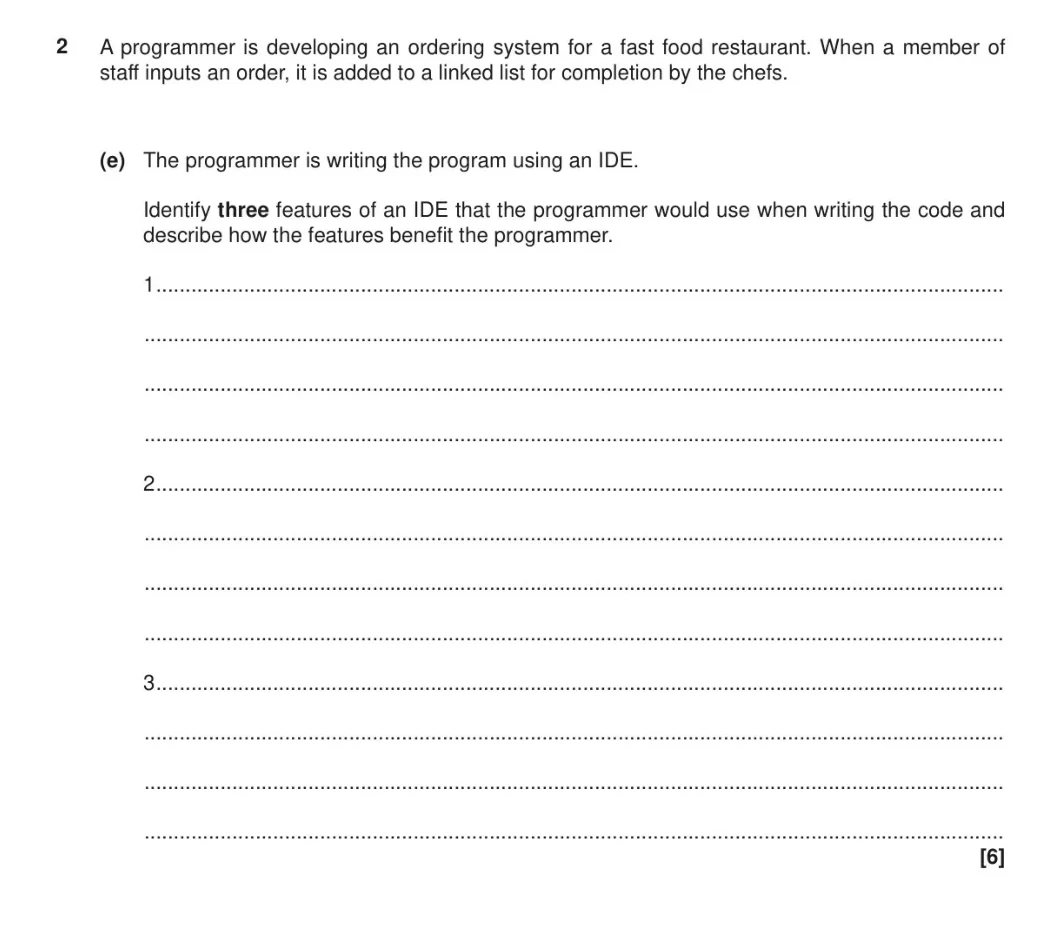 2 A programmer is developing an ordering system for a fast food restaurant. When a member of
staff inputs an order, it is added to a linked list for completion by the chefs.
(e) The programmer is writing the program using an IDE.
Identify three features of an IDE that the programmer would use when writing the code and
describe how the features benefit the programmer.
1
2
3
[6]